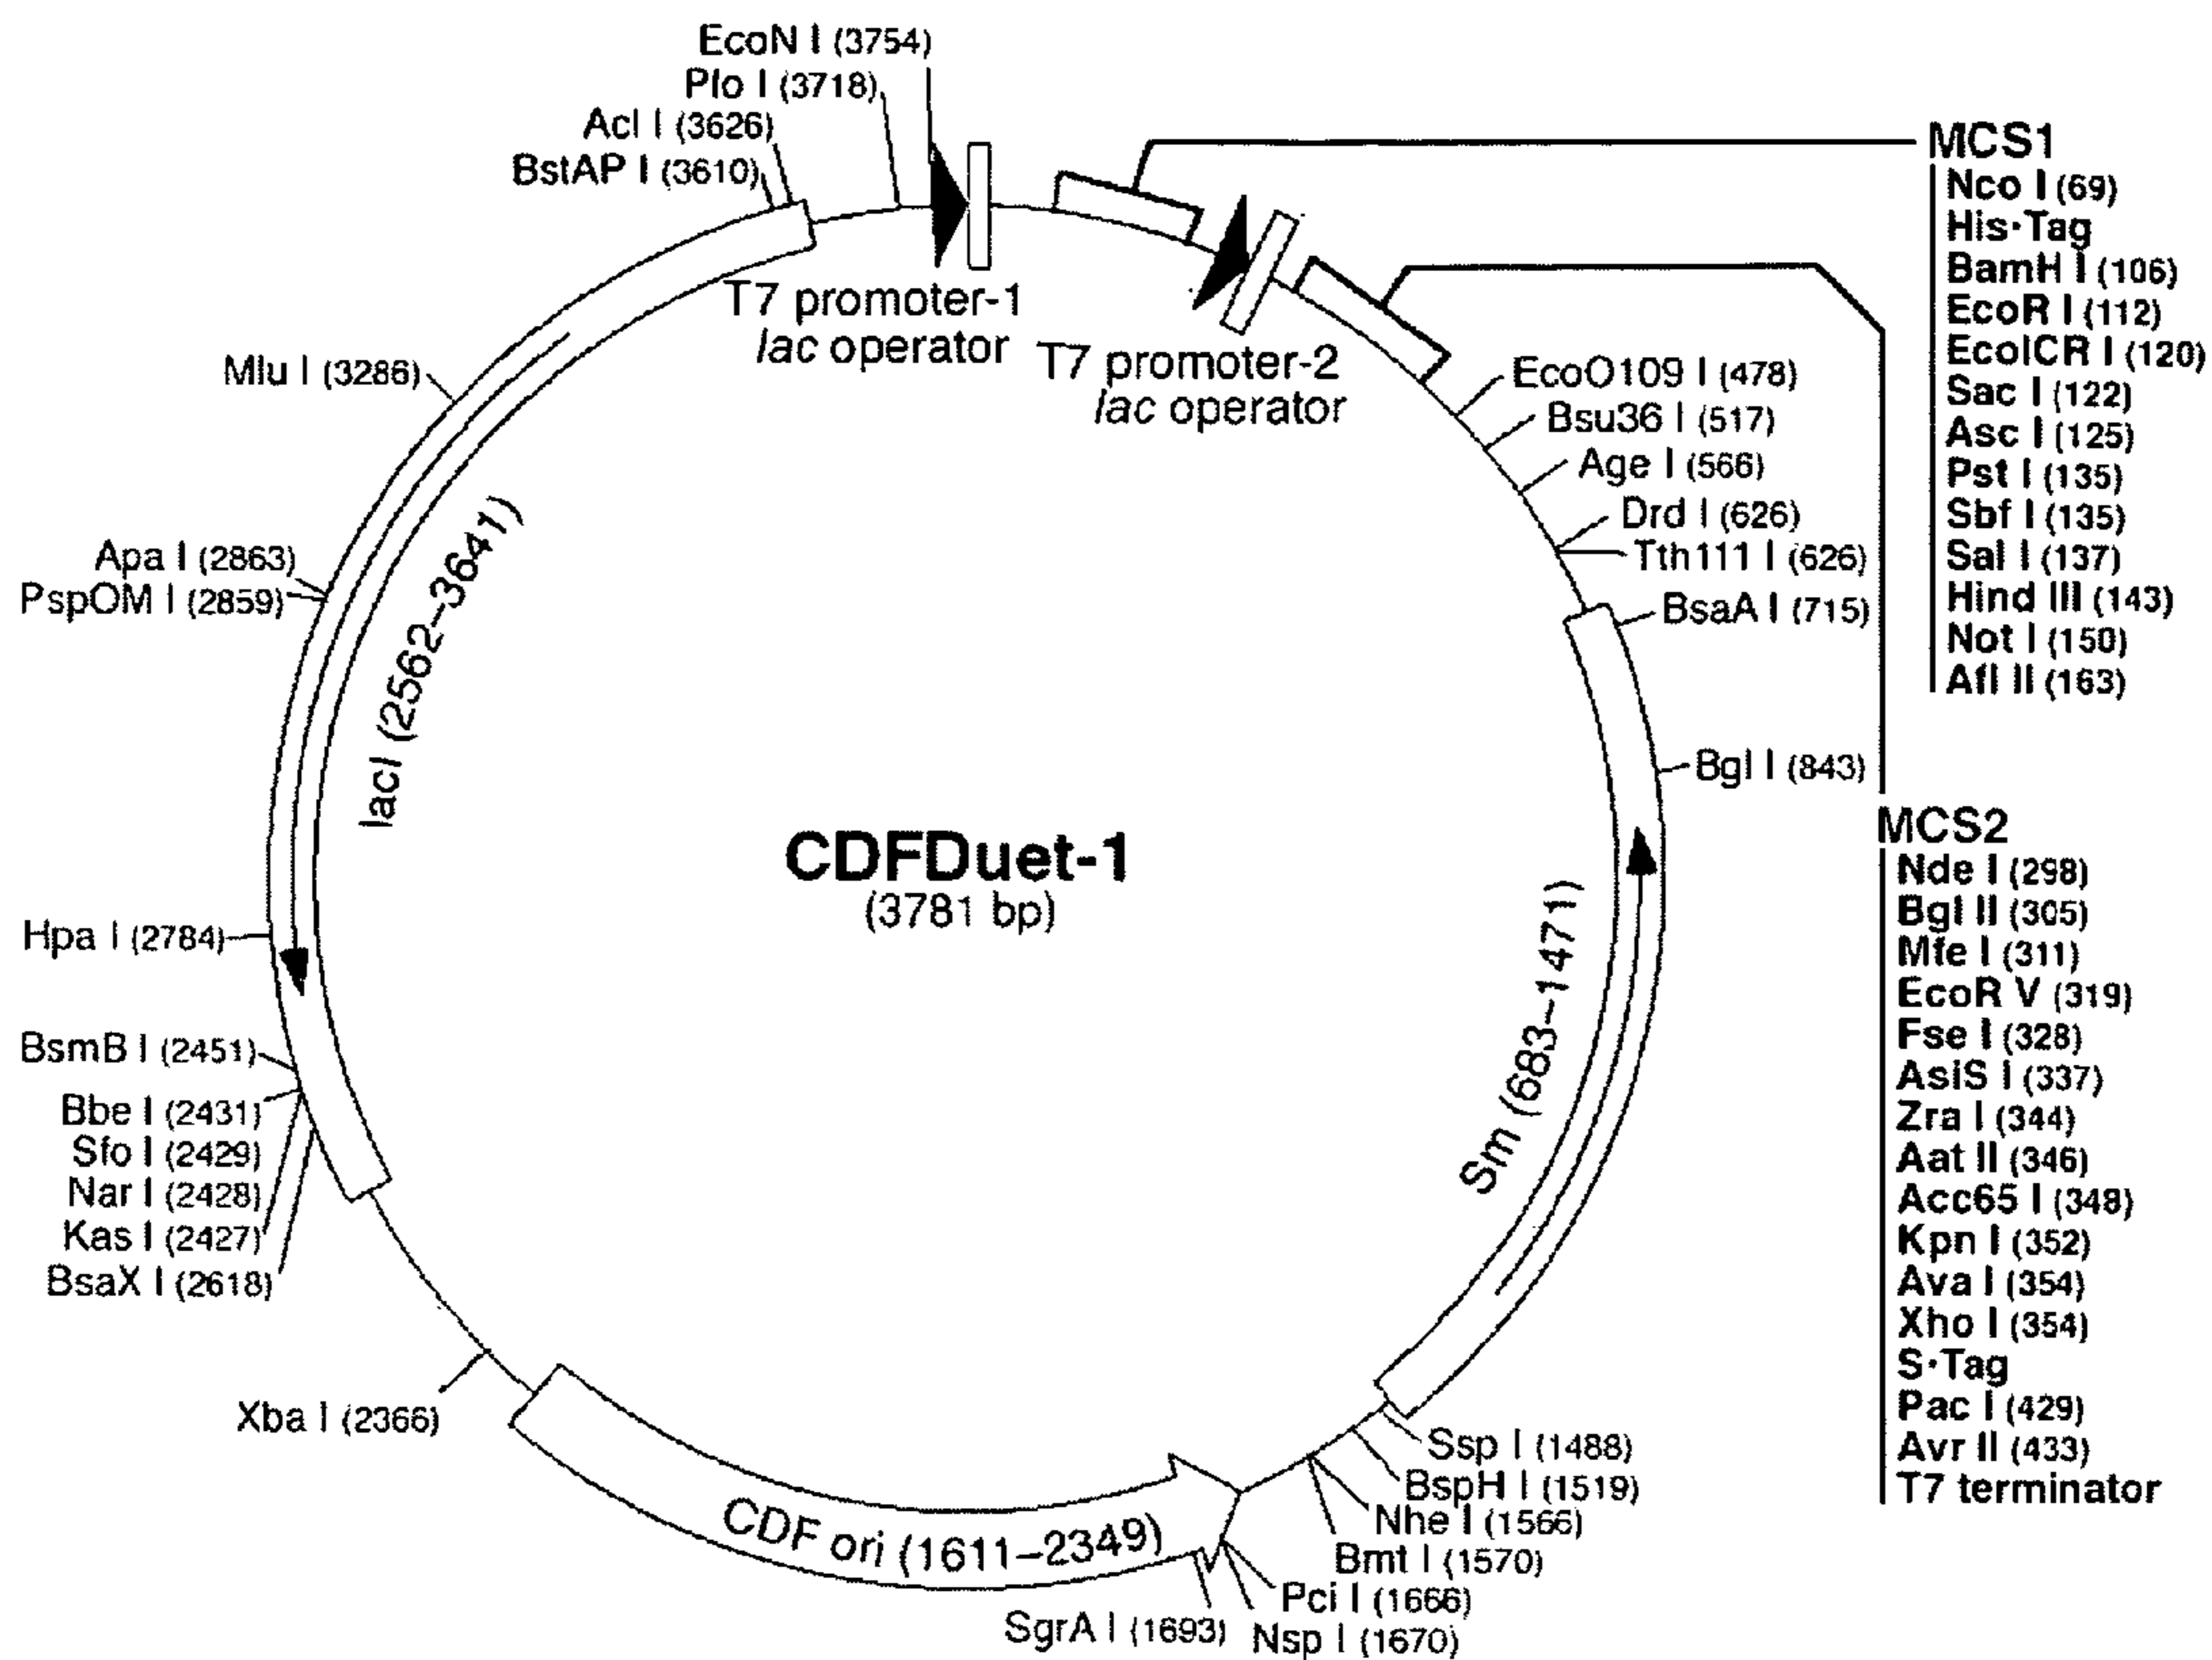 EcoN I (3754)
Pfo I (3718)
Acl I (3626)
BstAP I (3610)
T7 promoter-1
lac operator
T7 promoter-2
lac operator
MCS1
Nco I (69)
His•Tag
BamH I (106)
EcoR I (112)
EcoICR I (120)
Sac I (122)
Asc I (125)
Pst I (135)
Sbf I (135)
Sal I (137)
Hind III (143)
Not I (150)
Afl II (163)
EcoO109 I (478)
Bsu36 I (517)
Age I (566)
Drd I (626)
Tth111 I (626)
BsaA I (715)
Bgl I (843)
MCS2
Nde I (298)
Bgl II (305)
Mfe I (311)
EcoR V (319)
Fse I (328)
AsiS I (337)
Zra I (344)
Aat II (346)
Acc65 I (348)
Kpn I (352)
Ava I (354)
Xho I (354)
S•Tag
Pac I (429)
Avr II (433)
T7 terminator
Mlu I (3286)
Apa I (2863)
PspOM I (2859)
lacI (2562–3641)
CDFDuet-1
(3781 bp)
Sm (683–1471)
Hpa I (2784)
BsmB I (2451)
Bbe I (2431)
Sfo I (2429)
Nar I (2428)
Kas I (2427)
BsaX I (2618)
Xba I (2366)
CDF ori (1611–2349)
Ssp I (1488)
BspH I (1519)
Nhe I (1566)
Bmt I (1570)
Pci I (1666)
Nsp I (1670)
SgrA I (1693)